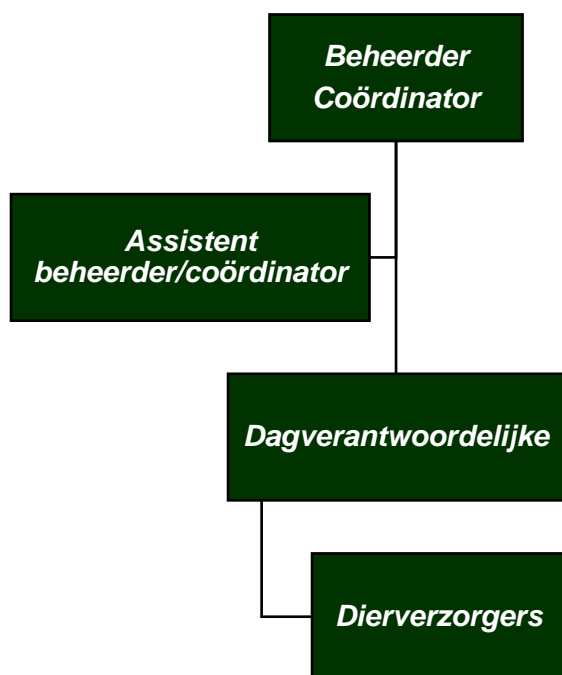 Beheerder
Coördinator
Assistent
beheerder/coördinator
Dagverantwoordelijke
Dierverzorgers